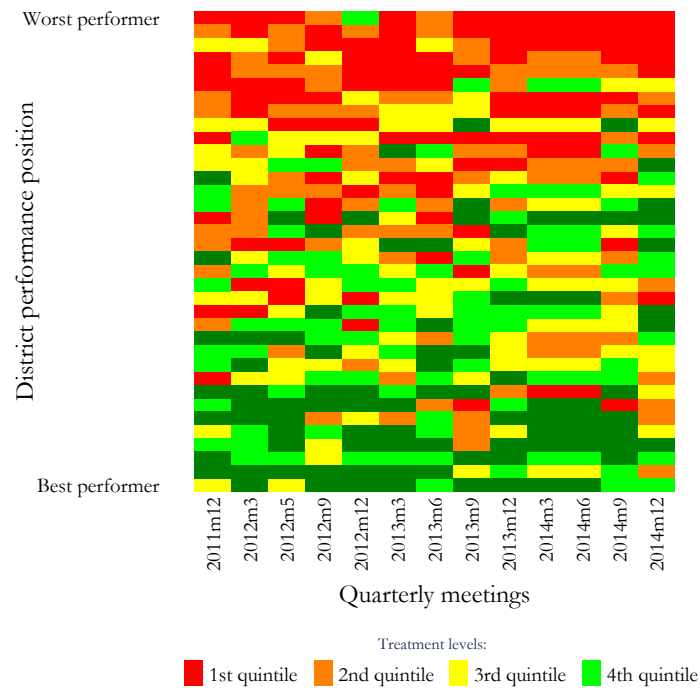 Worst performer
District performance position
Best performer
2011m12
2012m3
2012m5
2012m9
2012m12
2013m3
2013m6
2013m9
2013m12
2014m3
2014m6
2014m9
2014m12
Quarterly meetings
Treatment levels:
1st quintile
2nd quintile
3rd quintile
4th quintile